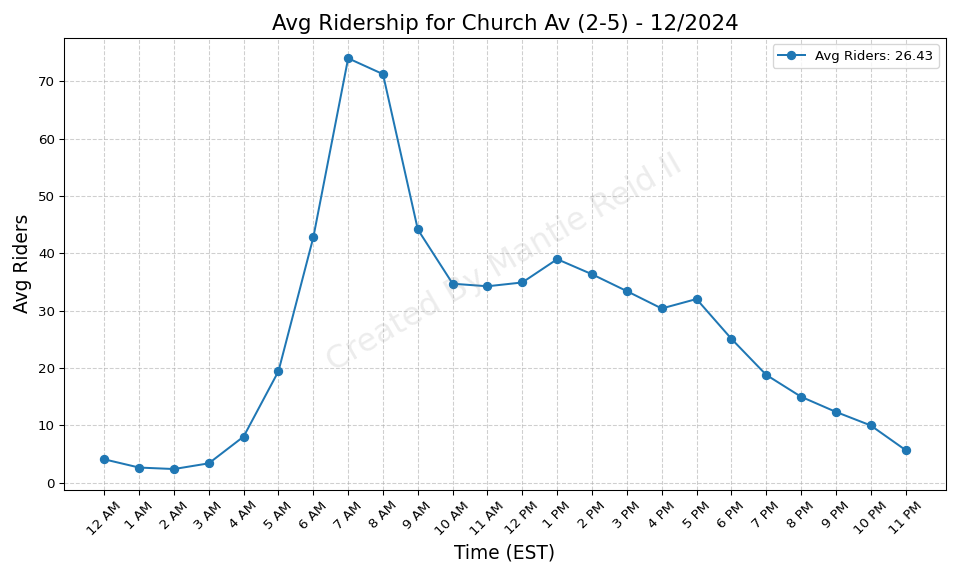 Avg Ridership for Church Av (2-5) - 12/2024
Avg Riders: 26.43
Avg Riders
70
60
50
40
30
20
10
0
Created By Mantie Reid II
12 AM
1 AM
2 AM
3 AM
4 AM
5 AM
6 AM
7 AM
8 AM
9 AM
10 AM
11 AM
12 PM
1 PM
2 PM
3 PM
4 PM
5 PM
6 PM
7 PM
8 PM
9 PM
10 PM
11 PM
Time (EST)